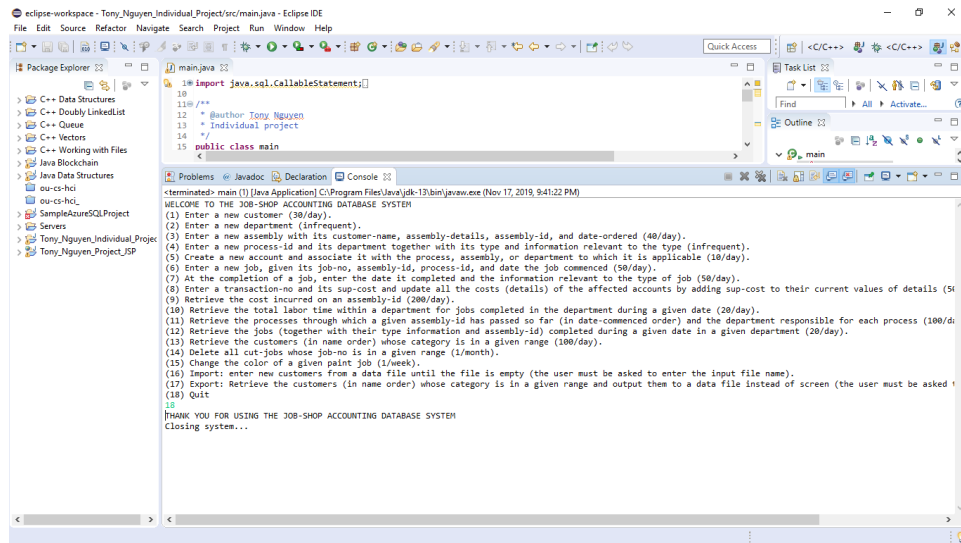 eclipse-workspace - Tony_Nguyen_Individual_Project/src/main.java - Eclipse IDE
File Edit Source Refactor Navigate Search Project Run Window Help
Quick Access
<C/C++>
<C/C++>
Package Explorer
C++ Data Structures
C++ Doubly LinkedList
C++ Queue
C++ Vectors
C++ Working with Files
Java Blockchain
Java Data Structures
ou-cs-hci
ou-cs-hci_
SampleAzureSQLProject
Servers
Tony_Nguyen_Individual_Projec
Tony_Nguyen_Project_JSP
main.java
1 import java.sql.CallableStatement;
10
11 /**
12 * @author Tony Nguyen
13 * Individual project
14 */
15 public class main
Task List
Find
All
Activate...
Outline
main
Problems @ Javadoc Declaration Console
<terminated> main (1) [Java Application] C:\Program Files\Java\jdk-13\bin\javaw.exe (Nov 17, 2019, 9:41:22 PM)
WELCOME TO THE JOB-SHOP ACCOUNTING DATABASE SYSTEM
(1) Enter a new customer (30/day).
(2) Enter a new department (infrequent).
(3) Enter a new assembly with its customer-name, assembly-details, assembly-id, and date-ordered (40/day).
(4) Enter a new process-id and its department together with its type and information relevant to the type (infrequent).
(5) Create a new account and associate it with the process, assembly, or department to which it is applicable (10/day).
(6) Enter a new job, given its job-no, assembly-id, process-id, and date the job commenced (50/day).
(7) At the completion of a job, enter the date it completed and the information relevant to the type of job (50/day).
(8) Enter a transaction-no and its sup-cost and update all the costs (details) of the affected accounts by adding sup-cost to their current values of details (50
(9) Retrieve the cost incurred on an assembly-id (200/day).
(10) Retrieve the total labor time within a department for jobs completed in the department during a given date (20/day).
(11) Retrieve the processes through which a given assembly-id has passed so far (in date-commenced order) and the department responsible for each process (100/da
(12) Retrieve the jobs (together with their type information and assembly-id) completed during a given date in a given department (20/day).
(13) Retrieve the customers (in name order) whose category is in a given range (100/day).
(14) Delete all cut-jobs whose job-no is in a given range (1/month).
(15) Change the color of a given paint job (1/week).
(16) Import: enter new customers from a data file until the file is empty (the user must be asked to enter the input file name).
(17) Export: Retrieve the customers (in name order) whose category is in a given range and output them to a data file instead of screen (the user must be asked t
(18) Quit
18
THANK YOU FOR USING THE JOB-SHOP ACCOUNTING DATABASE SYSTEM
Closing system...